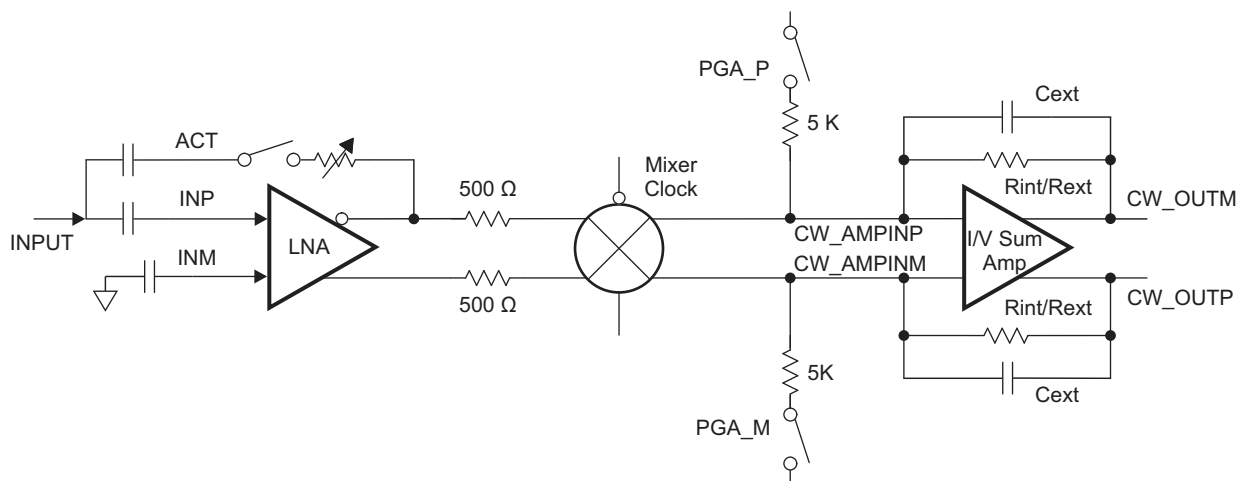 PGA_P
5 K
Cext
ACT
Mixer
Clock
500 Ω
Rint/Rext
INP
CW_OUTM
INPUT
LNA
CW_AMPINP
I/V Sum
Amp
INM
CW_AMPINM
500 Ω
Rint/Rext
CW_OUTP
5K
Cext
PGA_M